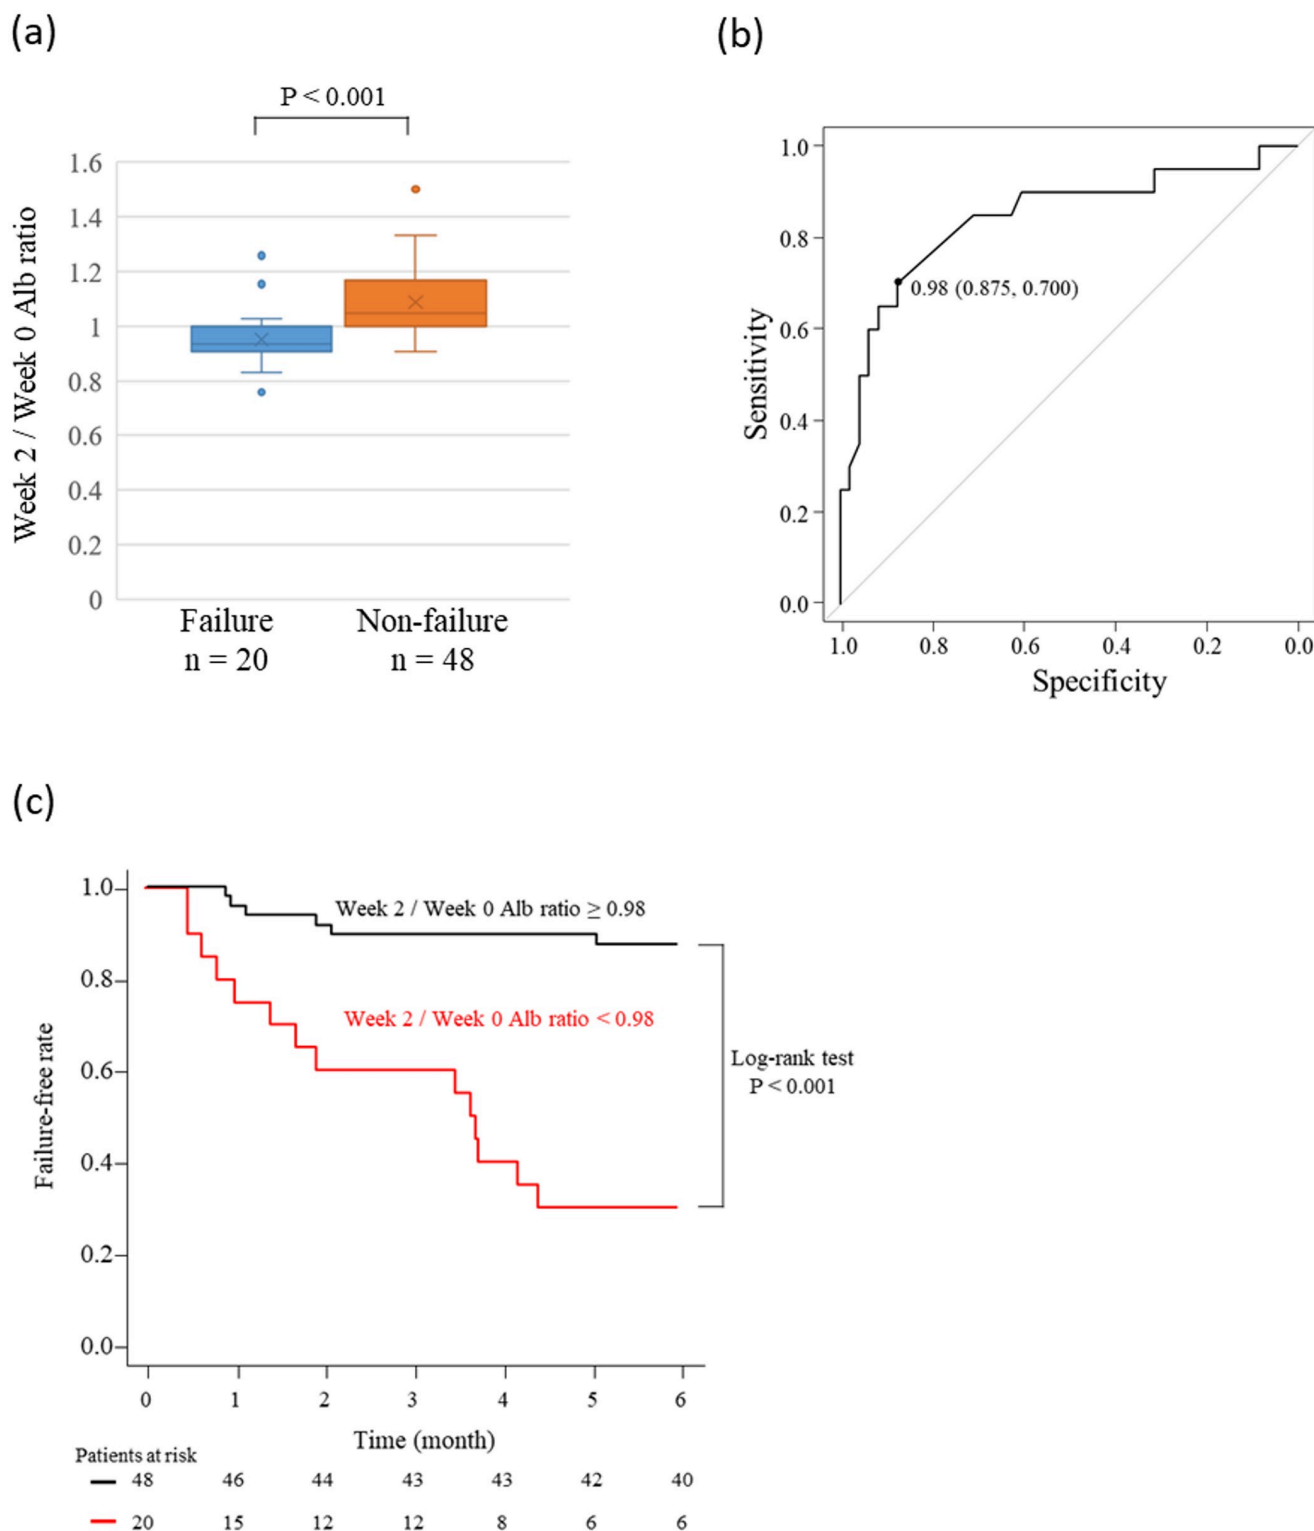 (a)
P < 0.001
Week 2 / Week 0 Alb ratio
1.6
1.4
1.2
1
0.8
0.6
0.4
0.2
0
Failure
n = 20
Non-failure
n = 48
(b)
Sensitivity
1.0
0.8
0.6
0.4
0.2
0.0
0.98 (0.875, 0.700)
1.0 0.8 0.6 0.4 0.2 0.0
Specificity
(c)
Failure-free rate
1.0
0.8
0.6
0.4
0.2
0.0
Week 2 / Week 0 Alb ratio ≥ 0.98
Week 2 / Week 0 Alb ratio < 0.98
Log-rank test
P < 0.001
0 1 2 3 4 5 6
Time (month)
Patients at risk
48 46 44 43 43 42 40
20 15 12 12 8 6 6